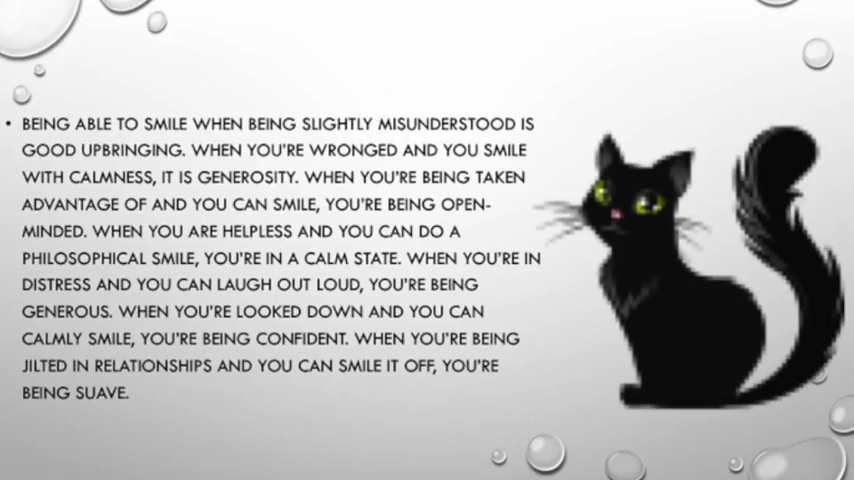 • BEING ABLE TO SMILE WHEN BEING SLIGHTLY MISUNDERSTOOD IS
GOOD UPBRINGING. WHEN YOU'RE WRONGED AND YOU SMILE
WITH CALMNESS, IT IS GENEROSITY. WHEN YOU'RE BEING TAKEN
ADVANTAGE OF AND YOU CAN SMILE, YOU'RE BEING OPEN-
MINDED. WHEN YOU ARE HELPLESS AND YOU CAN DO A
PHILOSOPHICAL SMILE, YOU'RE IN A CALM STATE. WHEN YOU'RE IN
DISTRESS AND YOU CAN LAUGH OUT LOUD, YOU'RE BEING
GENEROUS. WHEN YOU'RE LOOKED DOWN AND YOU CAN
CALMLY SMILE, YOU'RE BEING CONFIDENT. WHEN YOU'RE BEING
JILTED IN RELATIONSHIPS AND YOU CAN SMILE IT OFF, YOU'RE
BEING SUAVE.